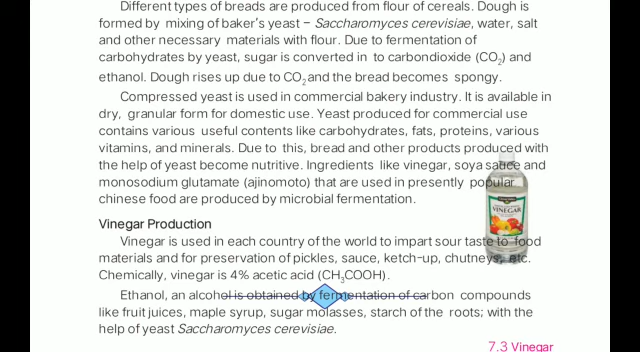 Different types of breads are produced from flour of cereals. Dough is
formed by mixing of baker's yeast – Saccharomyces cerevisiae, water, salt
and other necessary materials with flour. Due to fermentation of
carbohydrates by yeast, sugar is converted in to carbondioxide (CO₂) and
ethanol. Dough rises up due to CO₂ and the bread becomes spongy.
Compressed yeast is used in commercial bakery industry. It is available in
dry, granular form for domestic use. Yeast produced for commercial use
contains various useful contents like carbohydrates, fats, proteins, various
vitamins, and minerals. Due to this, bread and other products produced with
the help of yeast become nutritive. Ingredients like vinegar, soya sauce and
monosodium glutamate (ajinomoto) that are used in presently popular
chinese food are produced by microbial fermentation.
VINEGAR
Vinegar Production
Vinegar is used in each country of the world to impart sour taste to food
materials and for preservation of pickles, sauce, ketch-up, chutneys, etc.
Chemically, vinegar is 4% acetic acid (CH₃COOH).
Ethanol, an alcohol is obtained by fermentation of carbon compounds
like fruit juices, maple syrup, sugar molasses, starch of the roots; with the
help of yeast Saccharomyces cerevisiae.
7.3 Vinegar